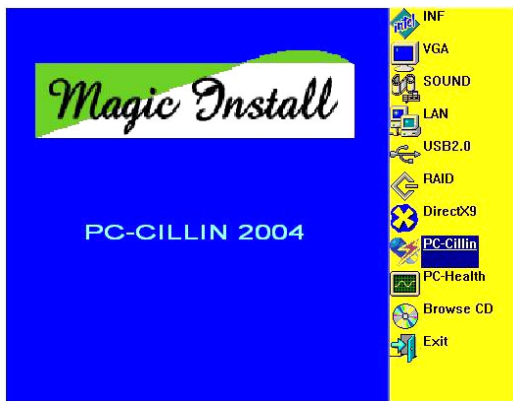 Magic Install
PC-CILLIN 2004
intel
INF
VGA
SOUND
LAN
USB2.0
RAID
DirectX9
PC-Cillin
PC-Health
Browse CD
Exit